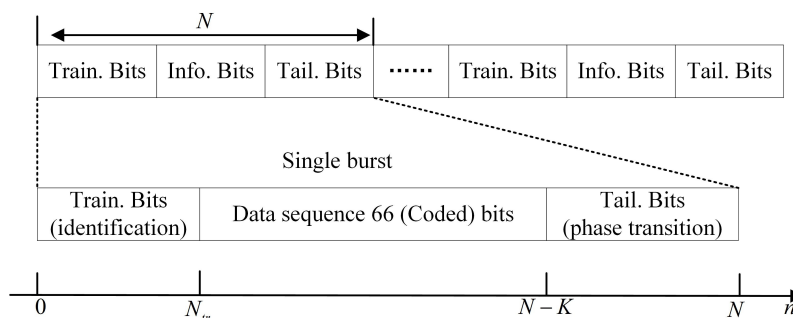 N
Train. Bits Info. Bits Tail. Bits ······ Train. Bits Info. Bits Tail. Bits
Single burst
Train. Bits (identification) Data sequence 66 (Coded) bits Tail. Bits (phase transition)
0 N_tr N − K N n